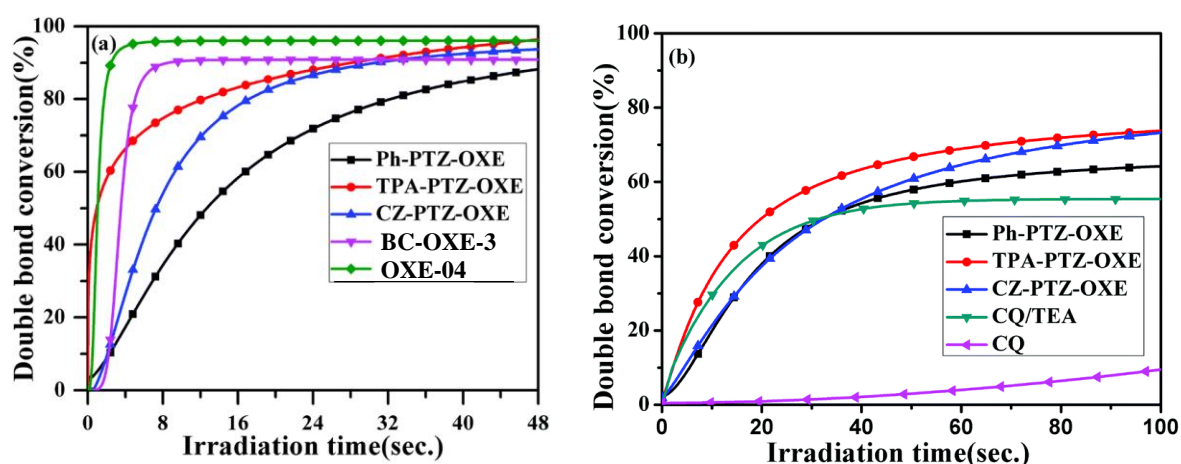 (a)
Double bond conversion(%)
100
80
60
40
20
0
Ph-PTZ-OXE
TPA-PTZ-OXE
CZ-PTZ-OXE
BC-OXE-3
OXE-04
0 8 16 24 32 40 48
Irradiation time(sec.)
(b)
Double bond conversion(%)
100
80
60
40
20
0
Ph-PTZ-OXE
TPA-PTZ-OXE
CZ-PTZ-OXE
CQ/TEA
CQ
0 20 40 60 80 100
Irradiation time(sec.)